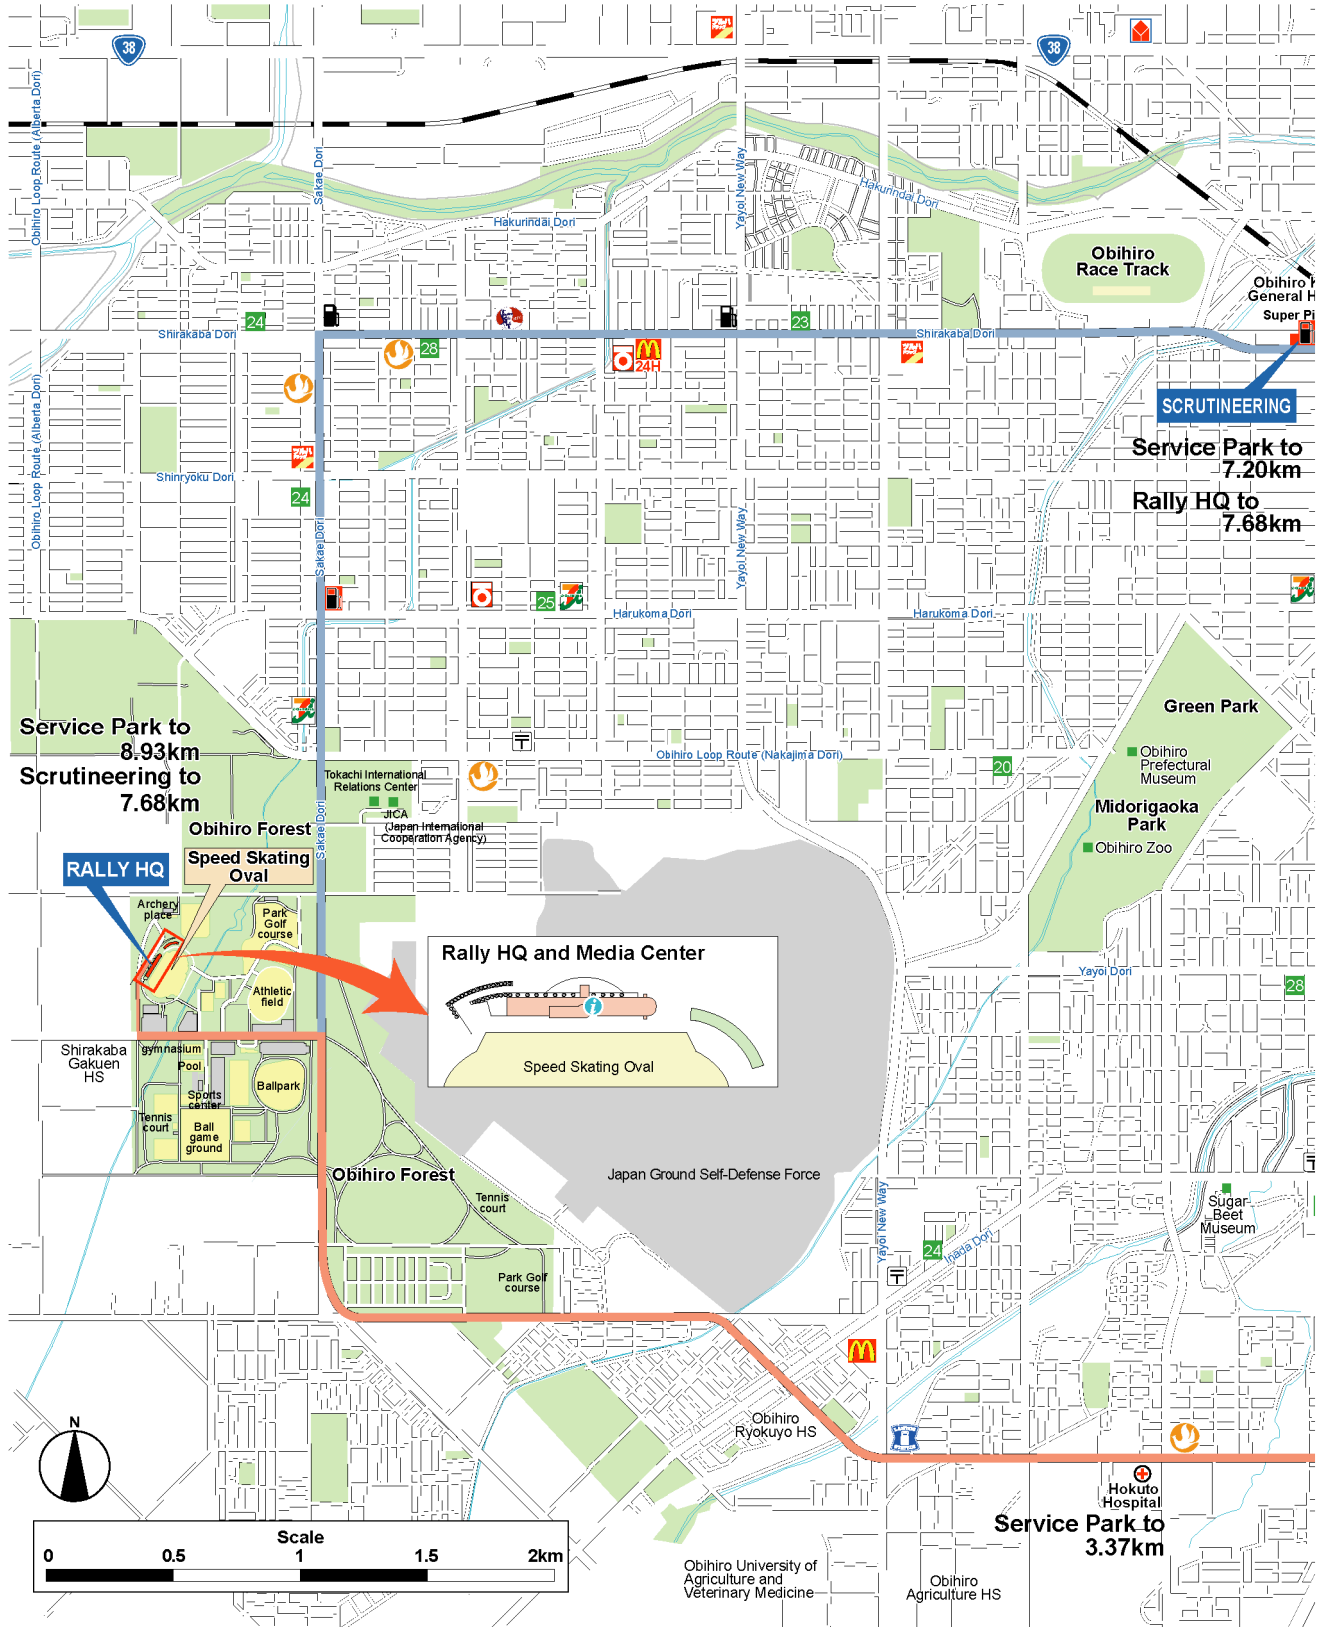 38
38
Obihiro Loop Route (Alberta Dori)
Sakae Dori
Yayoi New Way
Hakurindai Dori
Hakurindai Dori
Obihiro
Race Track
Obihiro K
General H
Super Pi
24
23
Shirakaba Dori
Shirakaba Dori
28
24H
SCRUTINEERING
Service Park to
7.20km
Rally HQ to
7.68km
Obihiro Loop Route (Alberta Dori)
Shinryoku Dori
24
Sakae Dori
Yayoi New Way
25
Harukoma Dori
Harukoma Dori
Green Park
Service Park to
8.93km
Scrutineering to
7.68km
Obihiro Loop Route (Nakajima Dori)
20
Obihiro
Prefectural
Museum
Tokachi International
Relations Center
JICA
(Japan International
Cooperation Agency)
Midorigaoka
Park
Obihiro Zoo
Obihiro Forest
Sakae Dori
RALLY HQ
Speed Skating
Oval
Archery
place
Park
Golf
course
Athletic
field
Rally HQ and Media Center
i
Speed Skating Oval
Yayoi Dori
28
Shirakaba
Gakuen
HS
gymnasium
Pool
Sports
center
Ballpark
Tennis
court
Ball
game
ground
Obihiro Forest
Tennis
court
Japan Ground Self-Defense Force
Yayoi New Way
24
Inada Dori
Sugar
Beet
Museum
Park Golf
course
Obihiro
Ryokuyo HS
Hokuto
Hospital
Service Park to
3.37km
N
Scale
0 0.5 1 1.5 2km
Obihiro University of
Agriculture and
Veterinary Medicine
Obihiro
Agriculture HS